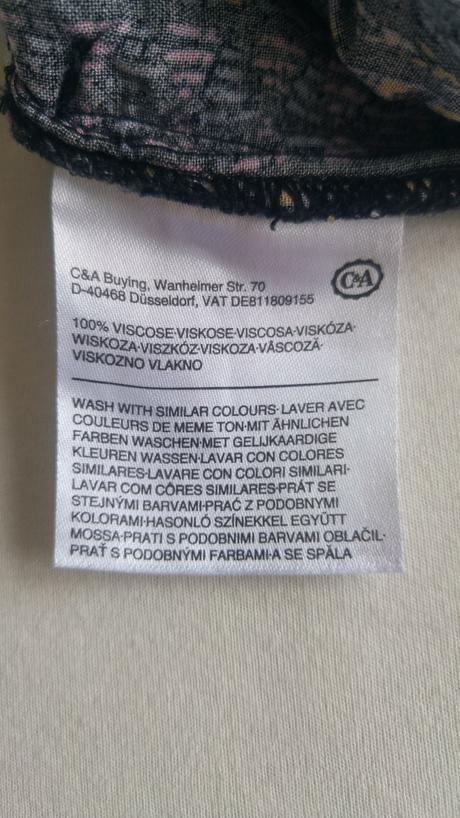 C&A Buying, Wanheimer Str. 70
D-40468 Düsseldorf, VAT DE811809155
C&A
100% VISCOSE·VISKOSE·VISCOSA·VISKÓZA·
WISKOZA·VISZKÓZ·VISKOZA·VÂSCOZĂ·
VISKOZNO VLAKNO
WASH WITH SIMILAR COLOURS·LAVER AVEC
COULEURS DE MEME TON·MIT ÄHNLICHEN
FARBEN WASCHEN·MET GELIJKAARDIGE
KLEUREN WASSEN·LAVAR CON COLORES
SIMILARES·LAVARE CON COLORI SIMILARI·
LAVAR COM CÔRES SIMILARES·PRÁT SE
STEJNÝMI BARVAMI·PRAĆ Z PODOBNYMI
KOLORAMI·HASONLÓ SZÍNEKKEL EGYÜTT
MOSSA·PRATI S PODOBNIMI BARVAMI OBLAČIL·
PRAŤ S PODOBNÝMI FARBAMI·A SE SPĂLA